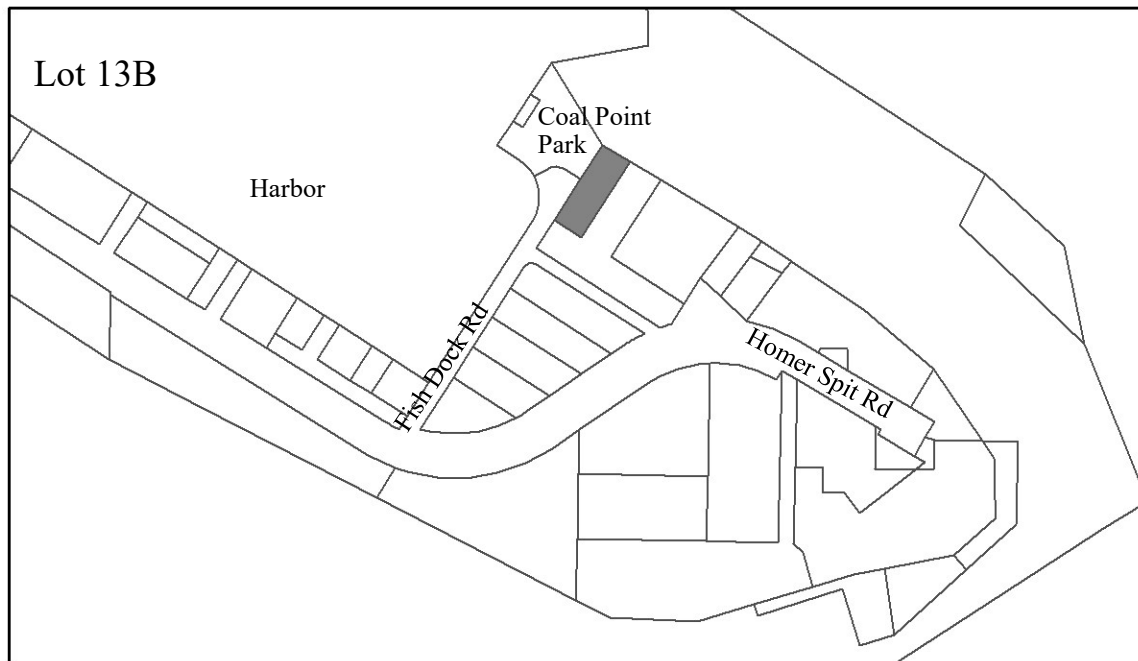 Lot 13B
Coal Point
Park
Harbor
Fish Dock Rd
Homer Spit Rd